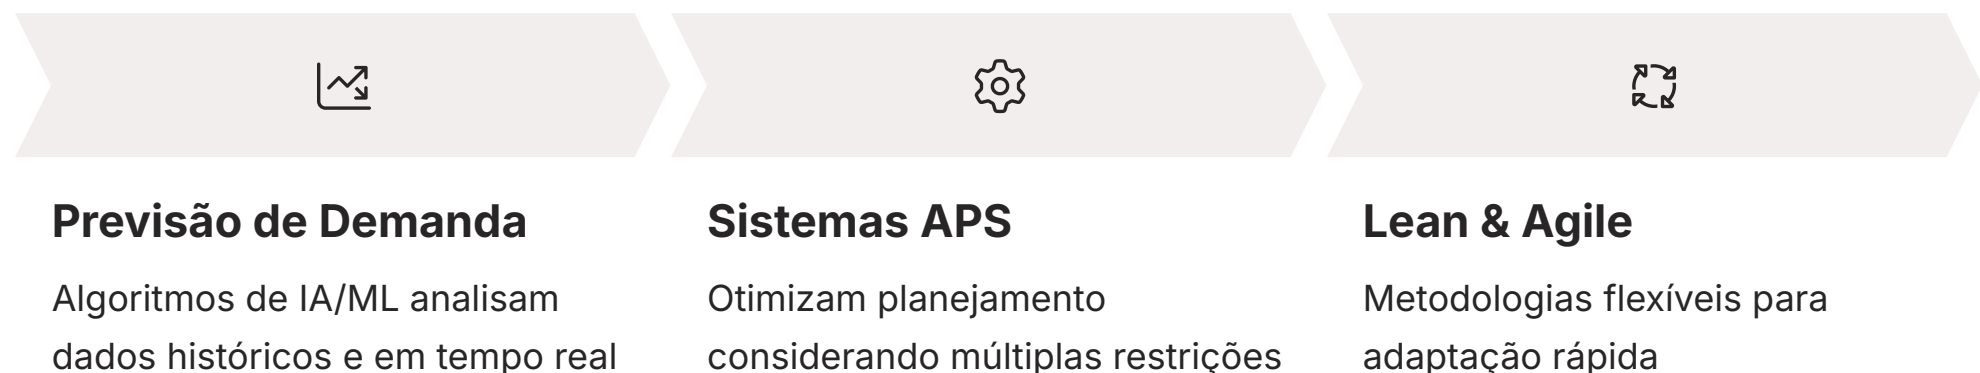 Previsão de Demanda
Algoritmos de IA/ML analisam
dados históricos e em tempo real
Sistemas APS
Otimizam planejamento
considerando múltiplas restrições
Lean & Agile
Metodologias flexíveis para
adaptação rápida